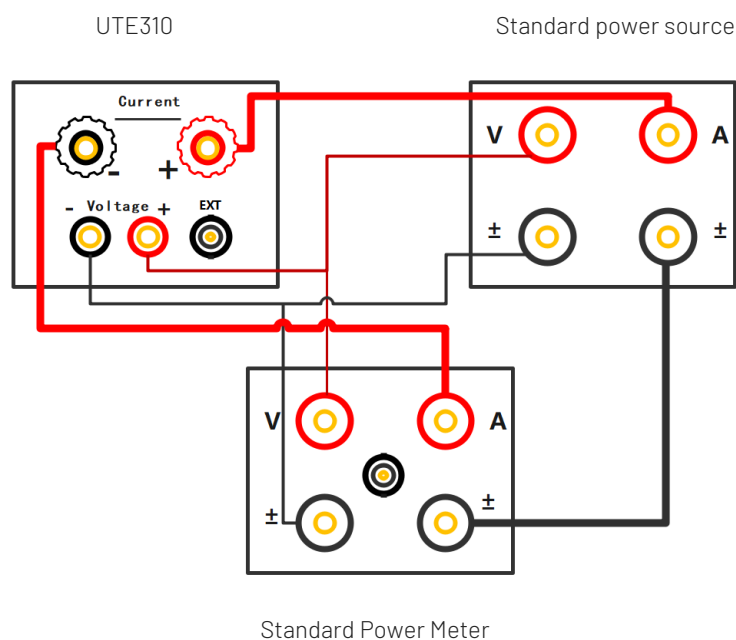 UTE310
Standard power source
Current
- +
- Voltage + EXT
V A
± ±
V A
± ±
Standard Power Meter